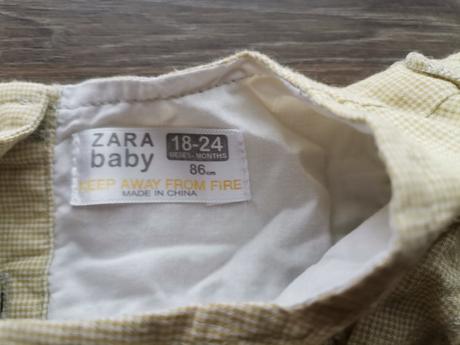 ZARA
baby
18-24
MESES-MONTHS
86cm
KEEP AWAY FROM FIRE
MADE IN CHINA